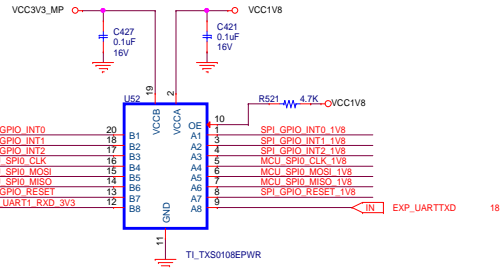 VCC3V3_MP
VCC1V8
C427
0.1uF
16V
C421
0.1uF
16V
U52
19
2
VCCB
VCCA
R521 4.7K
VCC1V8
OE 10
GPIO_INT0 20 B1 A1 1 SPI_GPIO_INT0_1V8
GPIO_INT1 18 B2 A2 3 SPI_GPIO_INT1_1V8
GPIO_INT2 17 B3 A3 4 SPI_GPIO_INT2_1V8
SPI0_CLK 16 B4 A4 5 MCU_SPI0_CLK_1V8
SPI0_MOSI 15 B5 A5 6 MCU_SPI0_MOSI_1V8
SPI0_MISO 14 B6 A6 7 MCU_SPI0_MISO_1V8
GPIO_RESET 13 B7 A7 8 SPI_GPIO_RESET_1V8
UART1_RXD_3V3 12 B8 A8 9 IN EXP_UARTTXD 18
GND
11
TI_TXS0108EPWR